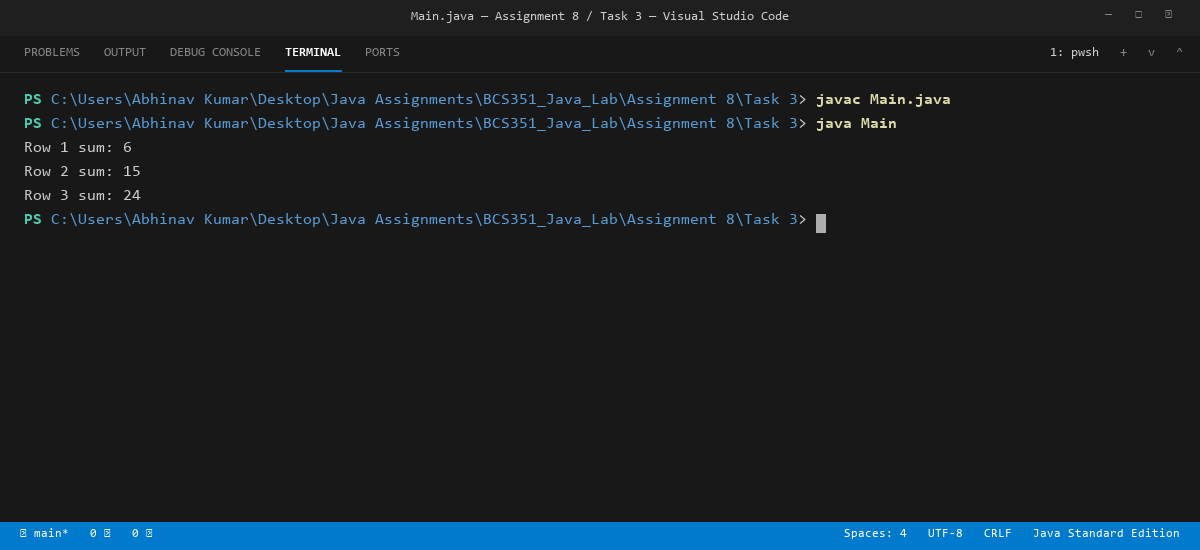 Main.java — Assignment 8 / Task 3 — Visual Studio Code
PROBLEMS OUTPUT DEBUG CONSOLE TERMINAL PORTS 1: pwsh + v ^
PS C:\Users\Abhinav Kumar\Desktop\Java Assignments\BCS351_Java_Lab\Assignment 8\Task 3> javac Main.java
PS C:\Users\Abhinav Kumar\Desktop\Java Assignments\BCS351_Java_Lab\Assignment 8\Task 3> java Main
Row 1 sum: 6
Row 2 sum: 15
Row 3 sum: 24
PS C:\Users\Abhinav Kumar\Desktop\Java Assignments\BCS351_Java_Lab\Assignment 8\Task 3>
main* 0 0 Spaces: 4 UTF-8 CRLF Java Standard Edition